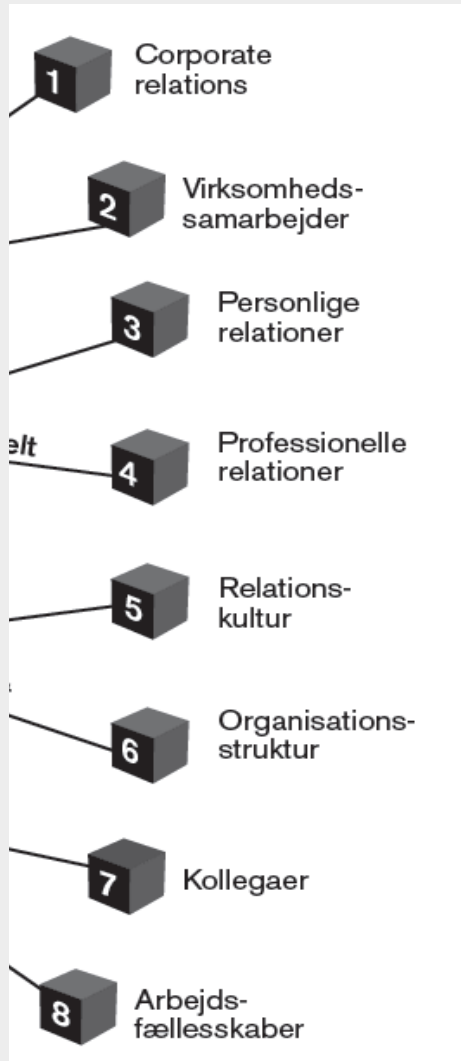 1
Corporate
relations
2
Virksomheds-
samarbejder
3
Personlige
relationer
elt
4
Professionelle
relationer
5
Relations-
kultur
6
Organisations-
struktur
7
Kollegaer
8
Arbejds-
fællesskaber